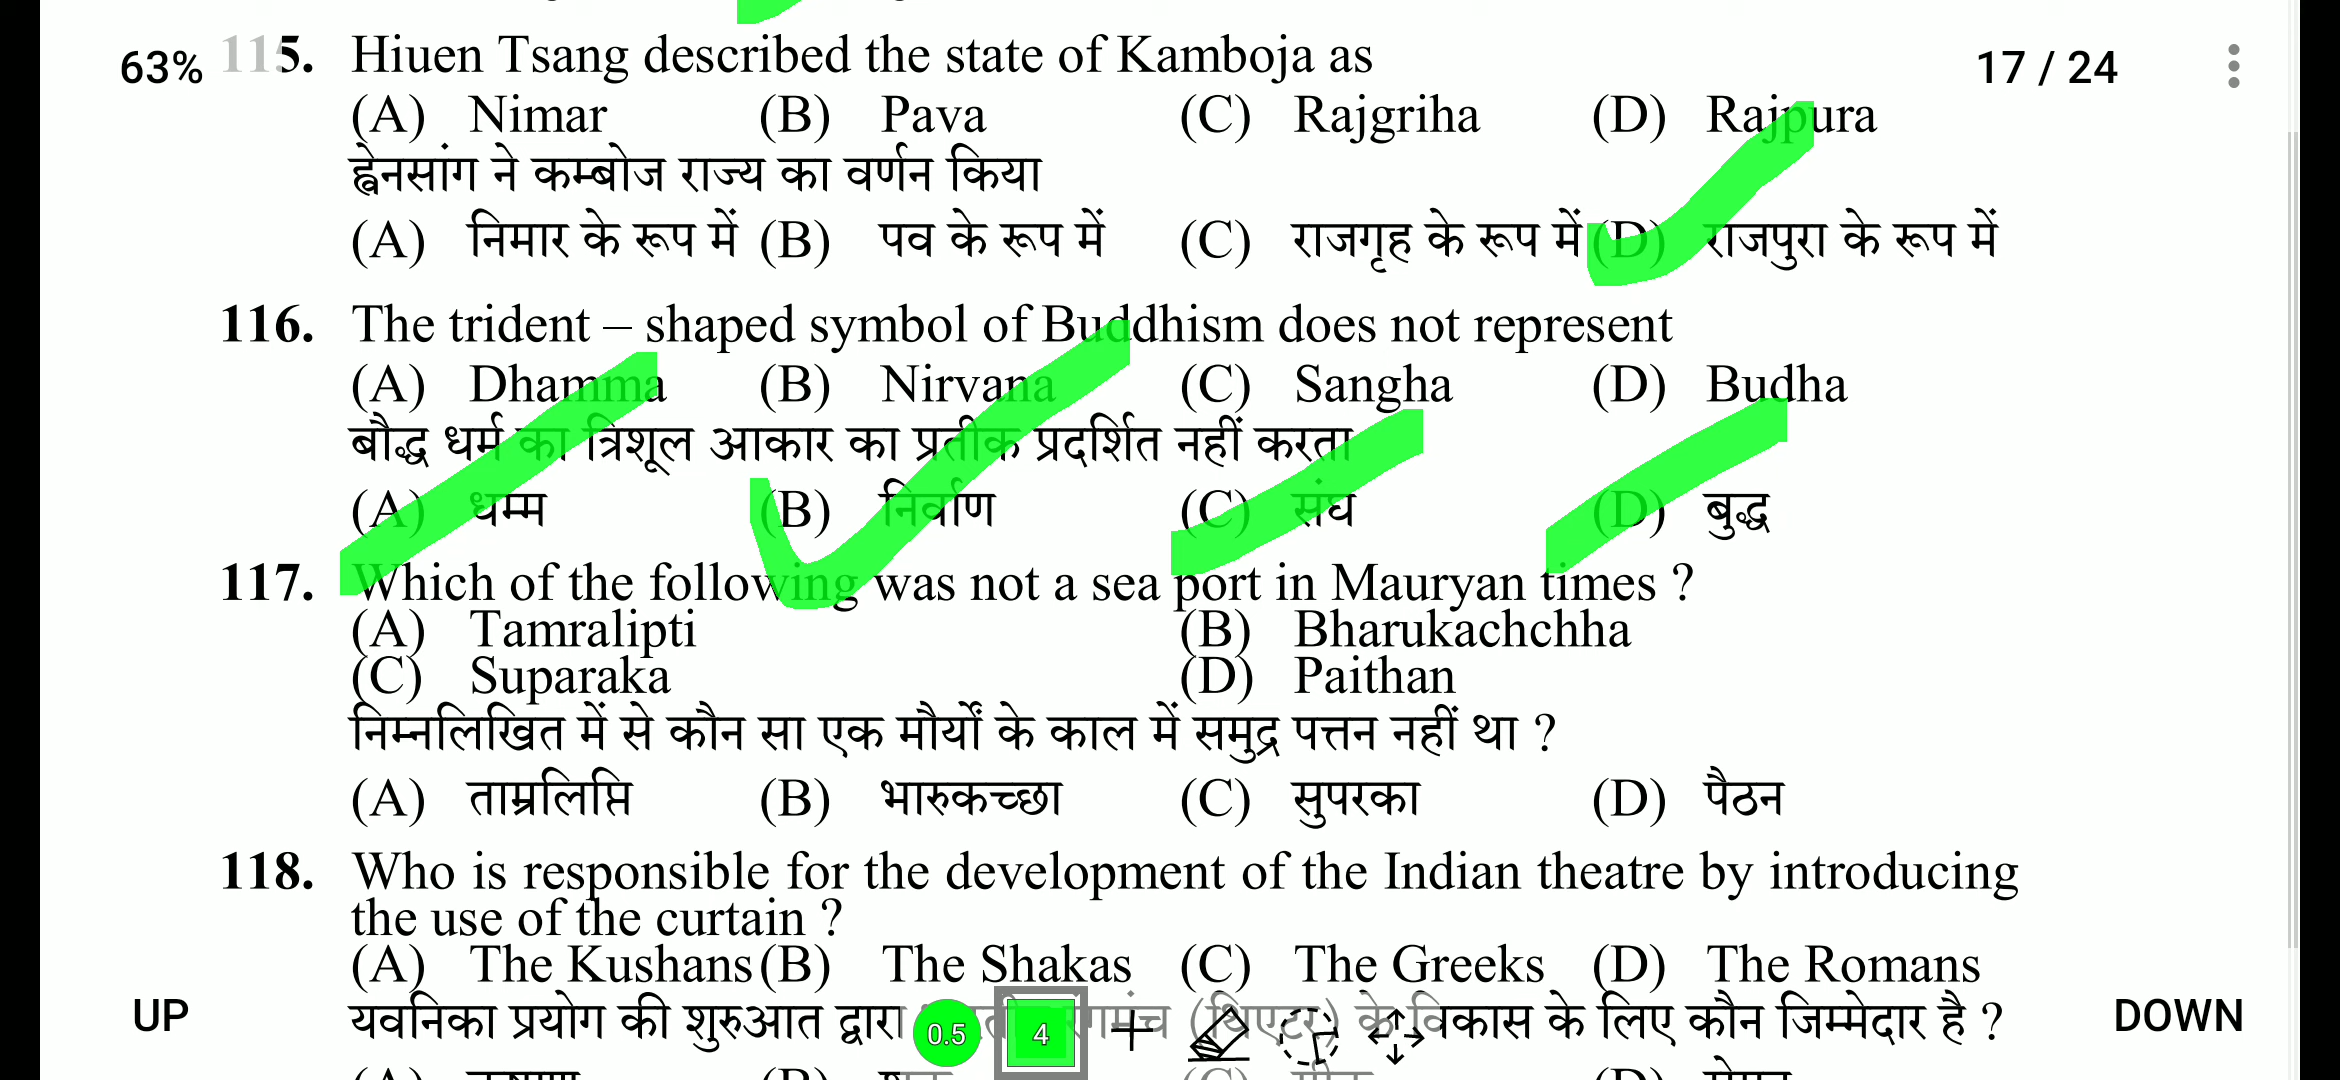 63% 115. Hiuen Tsang described the state of Kamboja as 17 / 24
(A) Nimar (B) Pava (C) Rajgriha (D) Rajpura
ह्वेनसांग ने कम्बोज राज्य का वर्णन किया
(A) निमार के रूप में (B) पव के रूप में (C) राजगृह के रूप में (D) राजपुरा के रूप में
116. The trident – shaped symbol of Buddhism does not represent
(A) Dhamma (B) Nirvana (C) Sangha (D) Budha
बौद्ध धर्म का त्रिशूल आकार का प्रतीक प्रदर्शित नहीं करता
(A) धम्म (B) निर्वाण (C) संघ (D) बुद्ध
117. Which of the following was not a sea port in Mauryan times ?
(A) Tamralipti (B) Bharukachchha
(C) Suparaka (D) Paithan
निम्नलिखित में से कौन सा एक मौर्यों के काल में समुद्र पत्तन नहीं था ?
(A) ताम्रलिप्ति (B) भारुकच्छा (C) सुपरका (D) पैठन
118. Who is responsible for the development of the Indian theatre by introducing
the use of the curtain ?
(A) The Kushans (B) The Shakas (C) The Greeks (D) The Romans
UP यवनिका प्रयोग की शुरुआत द्वारा 0.5 4 (थिएटर) के विकास के लिए कौन जिम्मेदार है ? DOWN